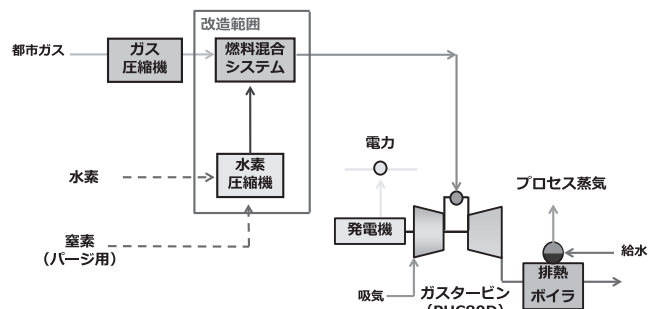 改造範囲
都市ガス
ガス
圧縮機
燃料混合
システム
水素
水素
圧縮機
窒素
（パージ用）
電力
発電機
プロセス蒸気
給水
排熱
ボイラ
吸気
ガスタービン